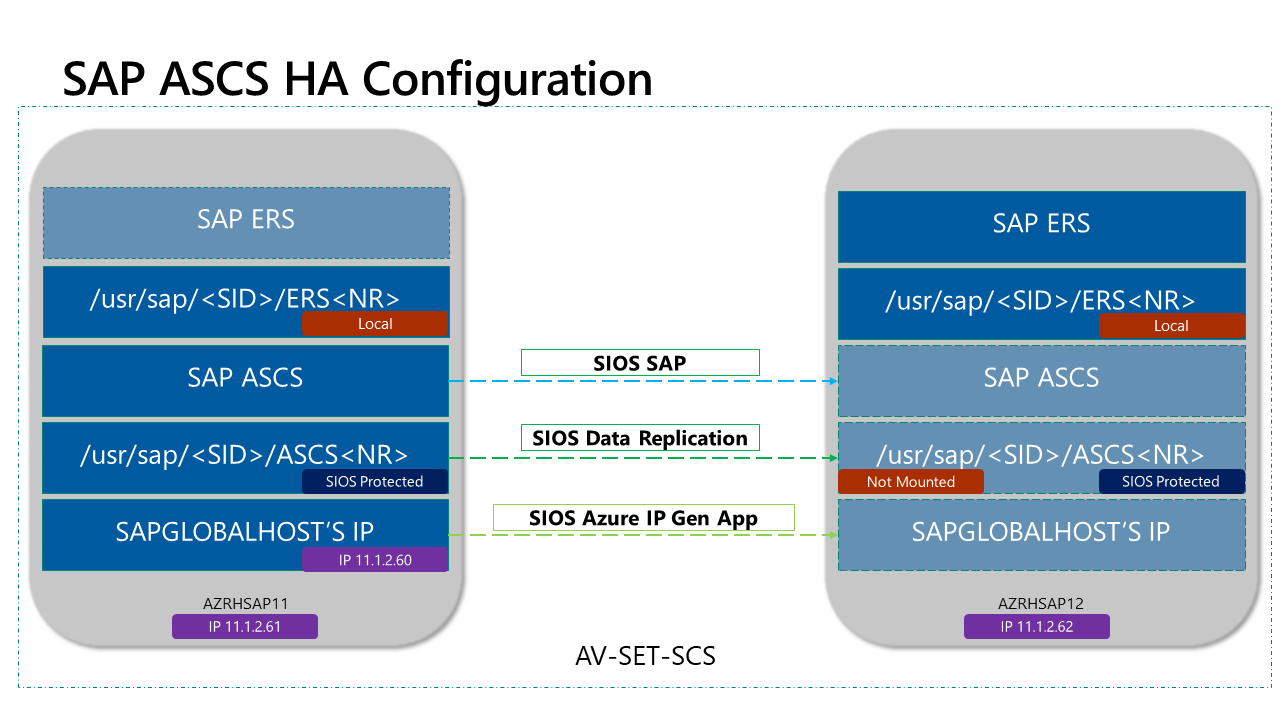 SAP ASCS HA Configuration
SAP ERS
/usr/sap/<SID>/ERS<NR>
Local
SAP ASCS
/usr/sap/<SID>/ASCS<NR>
SIOS Protected
SAPGLOBALHOST’S IP
IP 11.1.2.60
AZRHSAP11
IP 11.1.2.61
SIOS SAP
SIOS Data Replication
SIOS Azure IP Gen App
SAP ERS
/usr/sap/<SID>/ERS<NR>
Local
SAP ASCS
/usr/sap/<SID>/ASCS<NR>
Not Mounted
SIOS Protected
SAPGLOBALHOST’S IP
AZRHSAP12
IP 11.1.2.62
AV-SET-SCS